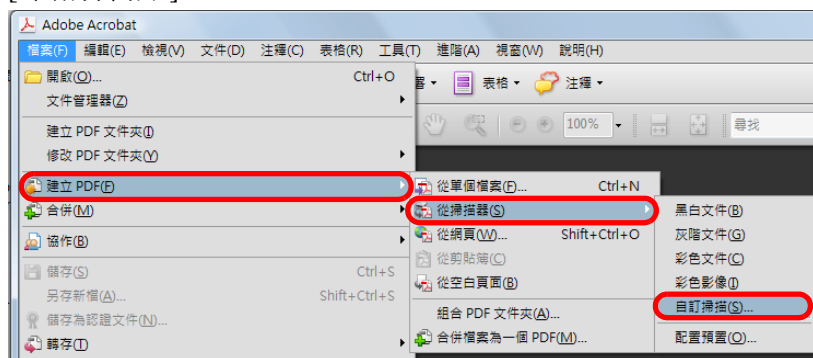 Adobe Acrobat
檔案(F) 編輯(E) 檢視(V) 文件(D) 注釋(C) 表格(R) 工具(T) 進階(A) 視窗(W) 說明(H)
開啟(O)... Ctrl+O
文件管理器(Z)
建立 PDF 文件夾(I)
修改 PDF 文件夾(Y)
建立 PDF(F)
合併(M)
協作(B)
儲存(S) Ctrl+S
另存新檔(A)... Shift+Ctrl+S
儲存為認證文件(N)...
轉存(T)
表格
注釋
100%
尋找
從單個檔案(F)... Ctrl+N
從掃描器(S)
從網頁(W)... Shift+Ctrl+O
從剪貼簿(C)
從空白頁面(B)
組合 PDF 文件夾(A)...
合併檔案為一個 PDF(M)...
黑白文件(B)
灰階文件(G)
彩色文件(C)
彩色影像(I)
自訂掃描(S)...
配置預置(O)...